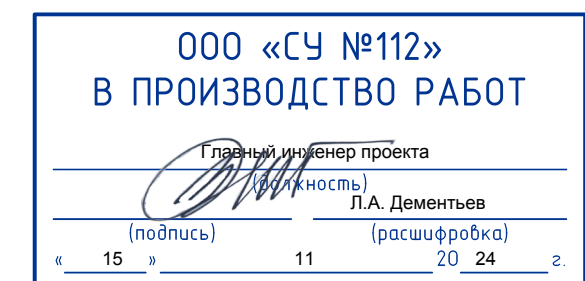 ООО «СУ №112»
В ПРОИЗВОДСТВО РАБОТ
Главный инженер проекта
(должность)
Л.А. Дементьев
(подпись) (расшифровка)
« 15 » 11 20 24 г.